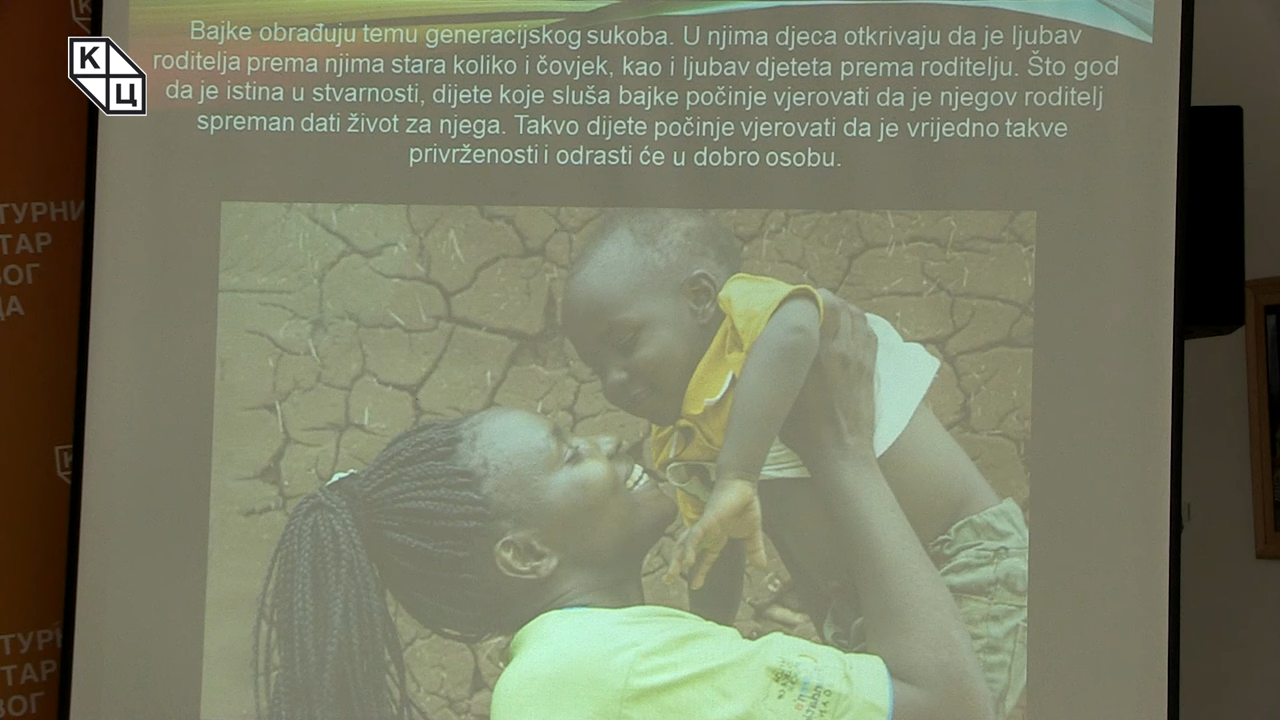 Bajke obrađuju temu generacijskog sukoba. U njima djeca otkrivaju da je ljubav
roditelja prema njima stara koliko i čovjek, kao i ljubav djeteta prema roditelju. Što god
da je istina u stvarnosti, dijete koje sluša bajke počinje vjerovati da je njegov roditelj
spreman dati život za njega. Takvo dijete počinje vjerovati da je vrijedno takve
privrženosti i odrasti će u dobro osobu.
К
Ц